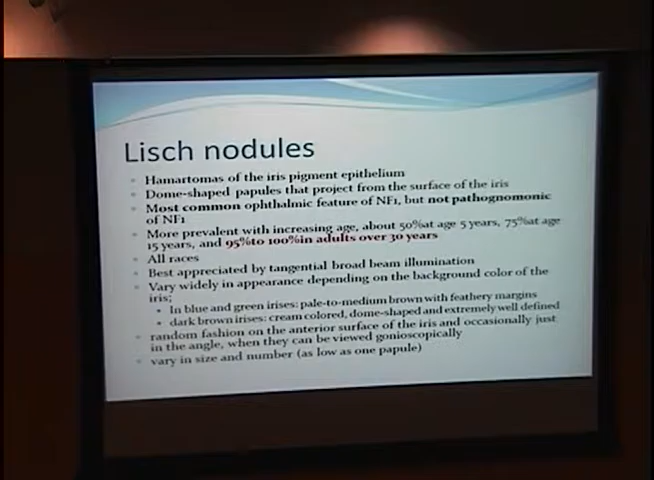 Lisch nodules
• Hamartomas of the iris pigment epithelium
• Dome-shaped papules that project from the surface of the iris
• Most common ophthalmic feature of NF1, but not pathognomonic
of NF1
• More prevalent with increasing age, about 50%at age 5 years, 75%at age
15 years, and 95%to 100%in adults over 30 years
• All races
• Best appreciated by tangential broad beam illumination
• Vary widely in appearance depending on the background color of the
iris;
• In blue and green irises: pale-to-medium brown with feathery margins
• dark brown irises: cream colored, dome-shaped and extremely well defined
• random fashion on the anterior surface of the iris and occasionally just
in the angle, when they can be viewed gonioscopically
• vary in size and number (as low as one papule)